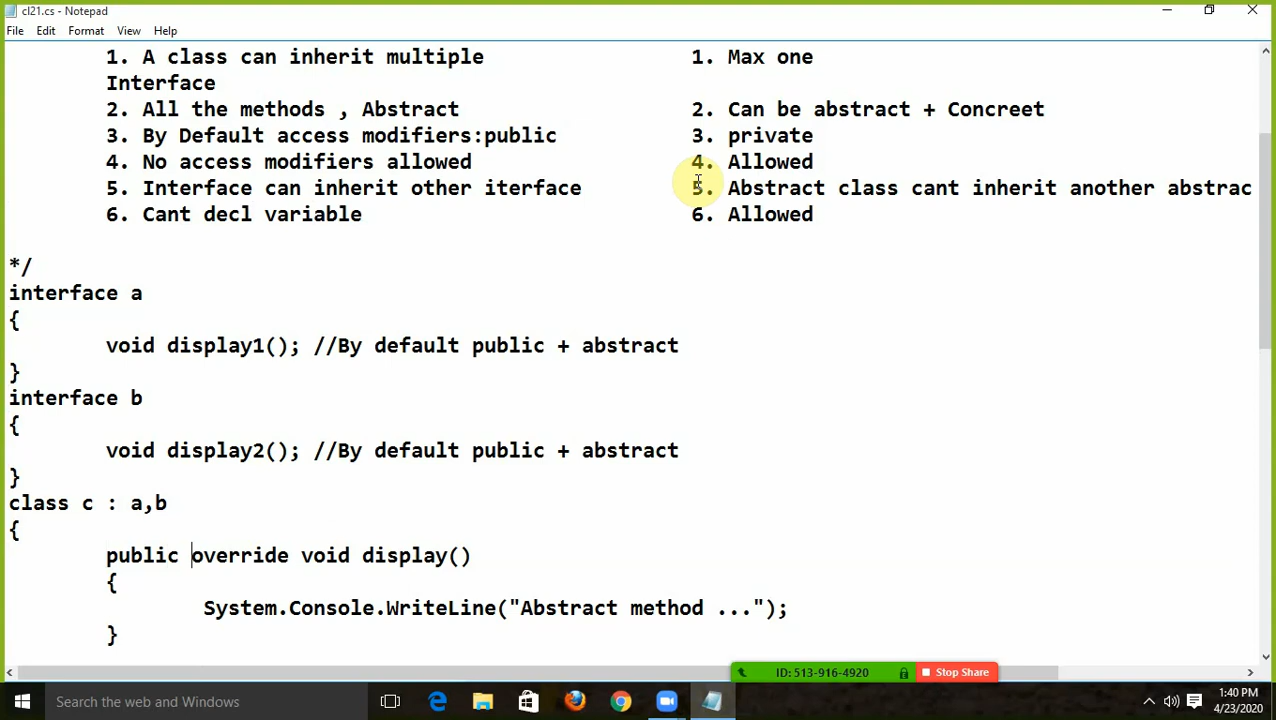 cl21.cs - Notepad
File Edit Format View Help
1. A class can inherit multiple 1. Max one
Interface
2. All the methods , Abstract 2. Can be abstract + Concreet
3. By Default access modifiers:public 3. private
4. No access modifiers allowed 4. Allowed
5. Interface can inherit other iterface 5. Abstract class cant inherit another abstrac
6. Cant decl variable 6. Allowed
*/
interface a
{
void display1(); //By default public + abstract
}
interface b
{
void display2(); //By default public + abstract
}
class c : a,b
{
public override void display()
{
System.Console.WriteLine("Abstract method ...");
}
ID: 513-916-4920 Stop Share
Search the web and Windows
1:40 PM
4/23/2020